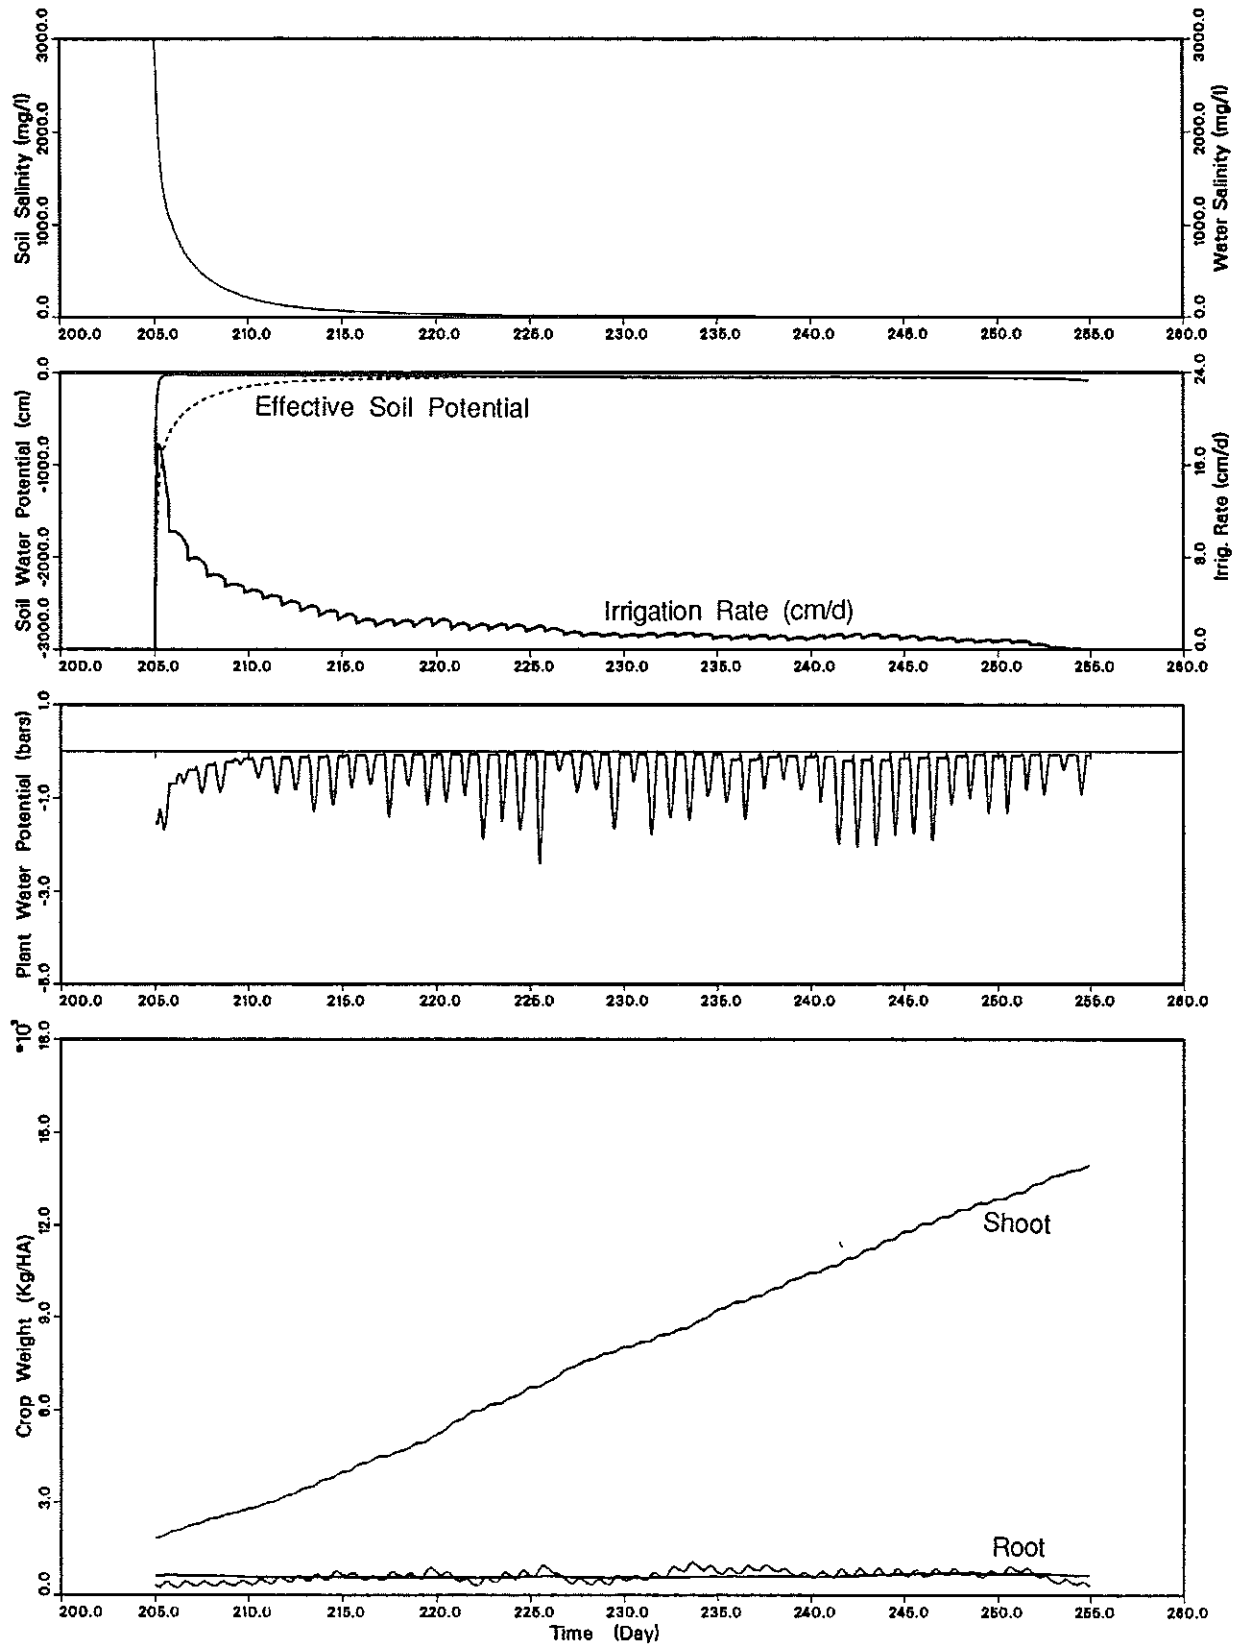 Soil Salinity (mg/l)
3000.0
2000.0
1000.0
0.0
Water Salinity (mg/l)
3000.0
2000.0
1000.0
0.0
200.0 205.0 210.0 215.0 220.0 225.0 230.0 235.0 240.0 245.0 250.0 255.0 260.0
Soil Water Potential (cm)
0.0
-1000.0
-2000.0
-3000.0
Effective Soil Potential
Irrigation Rate (cm/d)
Irrig. Rate (cm/d)
24.0
16.0
8.0
0.0
200.0 205.0 210.0 215.0 220.0 225.0 230.0 235.0 240.0 245.0 250.0 255.0 260.0
Plant Water Potential (bars)
1.0
-1.0
-3.0
-5.0
200.0 205.0 210.0 215.0 220.0 225.0 230.0 235.0 240.0 245.0 250.0 255.0 260.0
Crop Weight (Kg/HA)
*10³
18.0
15.0
12.0
9.0
6.0
3.0
0.0
Shoot
Root
200.0 205.0 210.0 215.0 220.0 225.0 230.0 235.0 240.0 245.0 250.0 255.0 260.0
Time (Day)